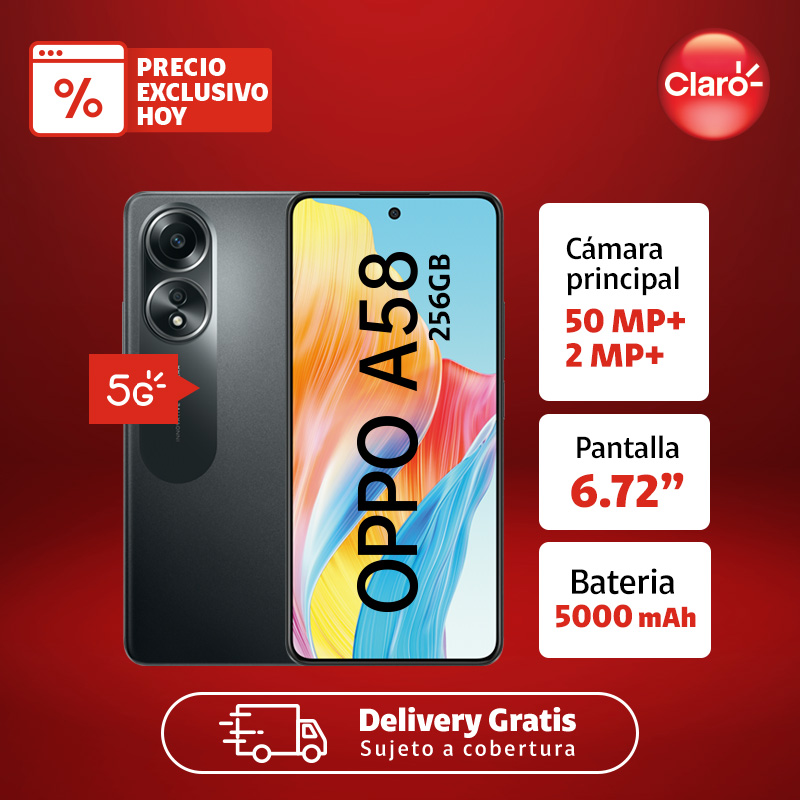 %
PRECIO
EXCLUSIVO
HOY
Claro
5G
OPPO A58
256GB
Cámara
principal
50 MP+
2 MP+
Pantalla
6.72”
Bateria
5000 mAh
Delivery Gratis
Sujeto a cobertura